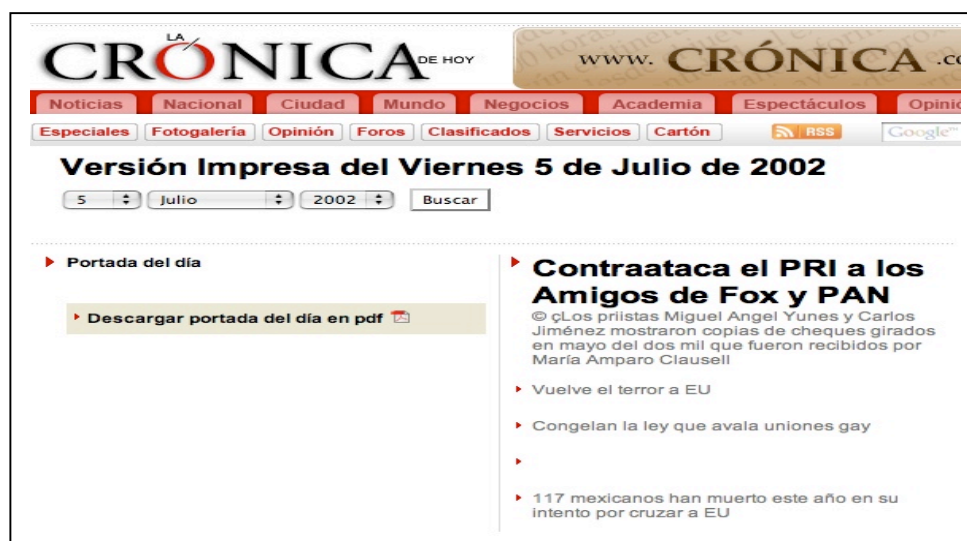 LA
CRÓNICA DE HOY
www. CRÓNICA .co
Noticias Nacional Ciudad Mundo Negocios Academia Espectáculos Opinic
Especiales Fotogalería Opinión Foros Clasificados Servicios Cartón RSS Google™
Versión Impresa del Viernes 5 de Julio de 2002
5 Julio 2002 Buscar
Portada del día
Descargar portada del día en pdf
Contraataca el PRI a los
Amigos de Fox y PAN
© çLos priistas Miguel Angel Yunes y Carlos
Jiménez mostraron copias de cheques girados
en mayo del dos mil que fueron recibidos por
María Amparo Clausell
Vuelve el terror a EU
Congelan la ley que avala uniones gay
117 mexicanos han muerto este año en su
intento por cruzar a EU